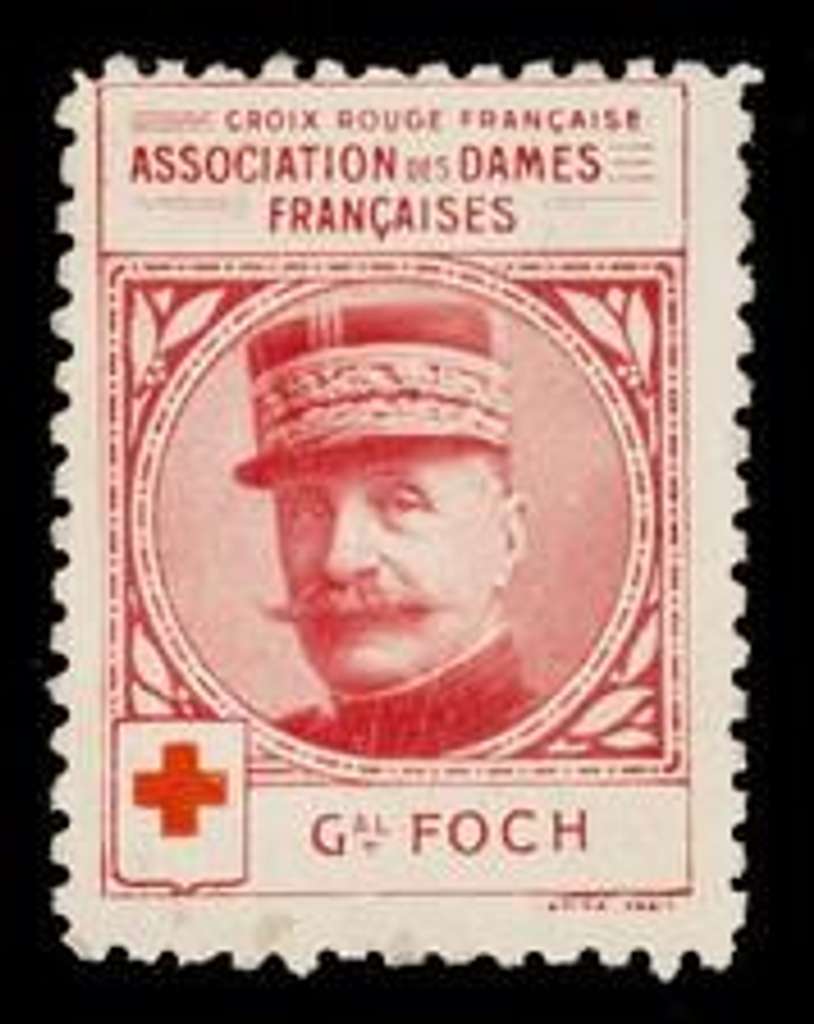 CROIX ROUGE FRANÇAISE
ASSOCIATION DES DAMES
FRANÇAISES
GAL FOCH